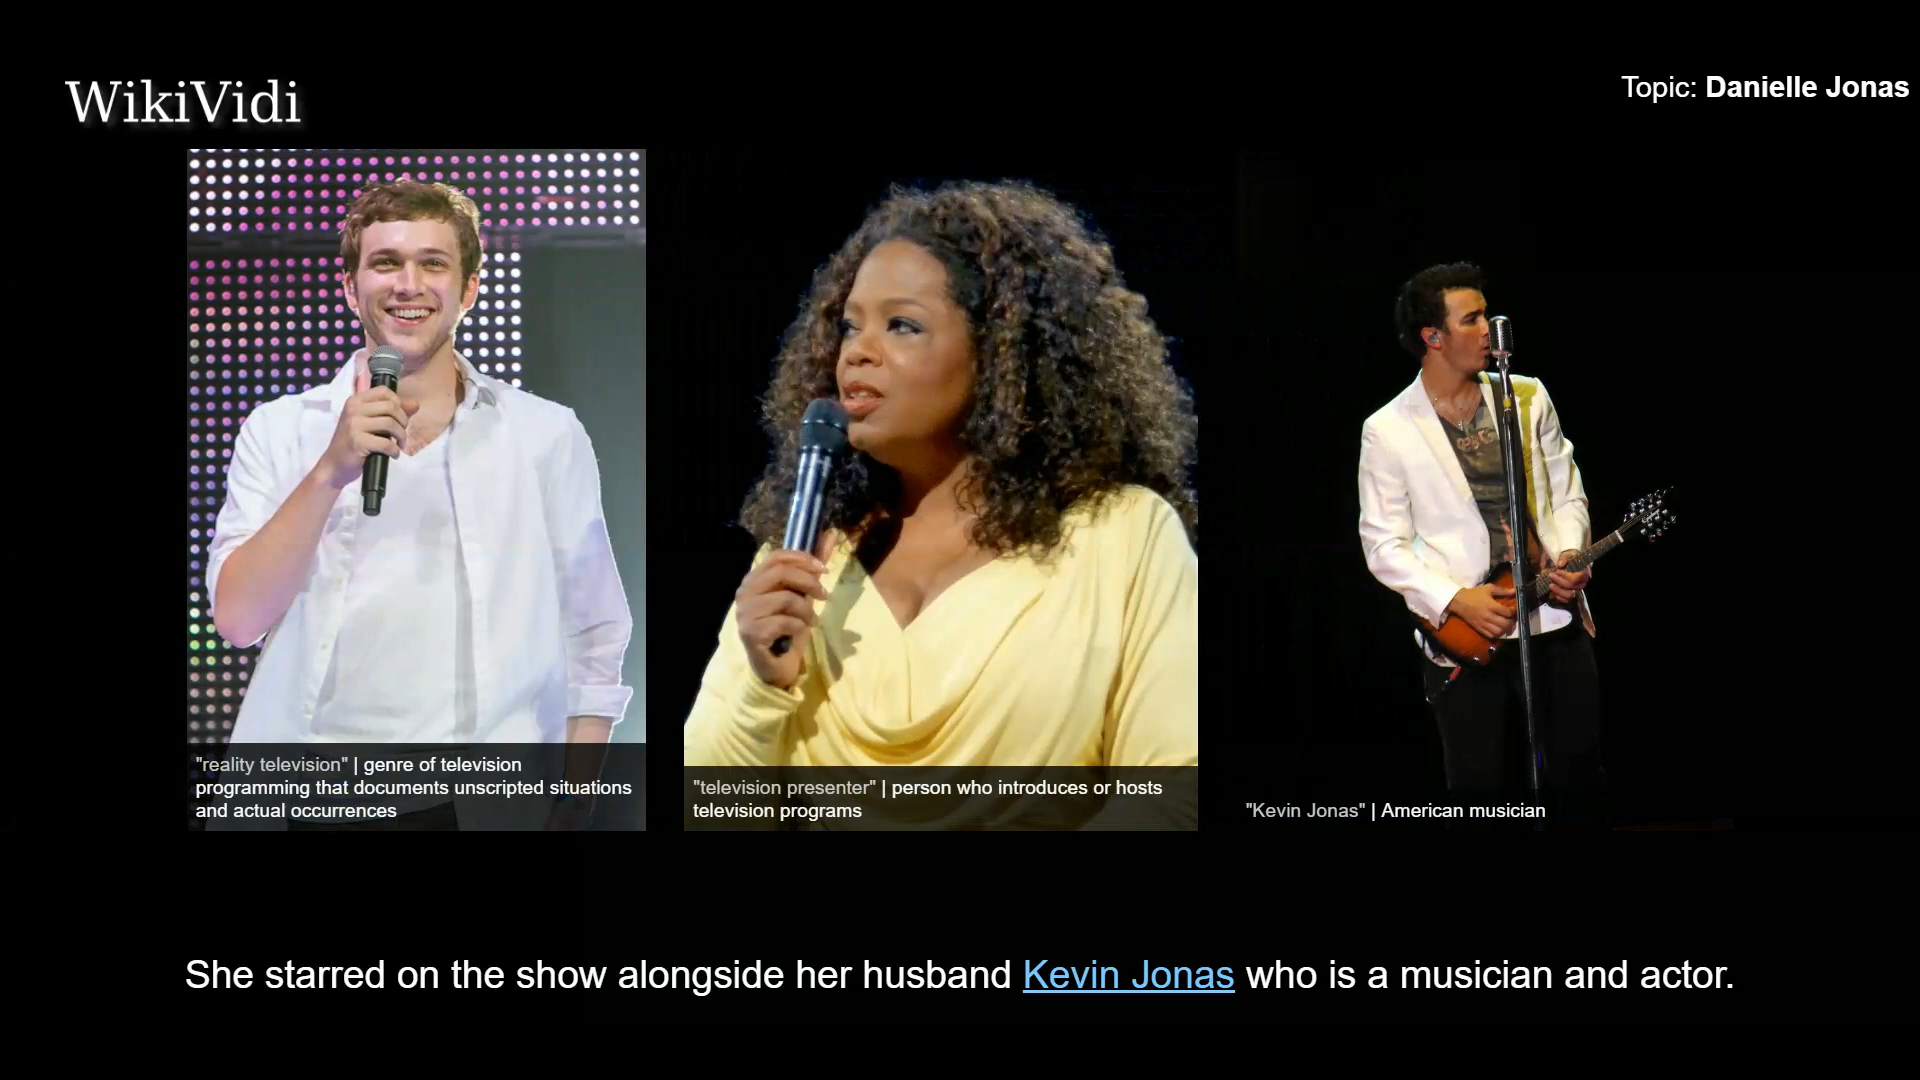 WikiVidi
Topic: Danielle Jonas
"reality television" | genre of television
programming that documents unscripted situations
and actual occurrences
"television presenter" | person who introduces or hosts
television programs
"Kevin Jonas" | American musician
She starred on the show alongside her husband Kevin Jonas who is a musician and actor.